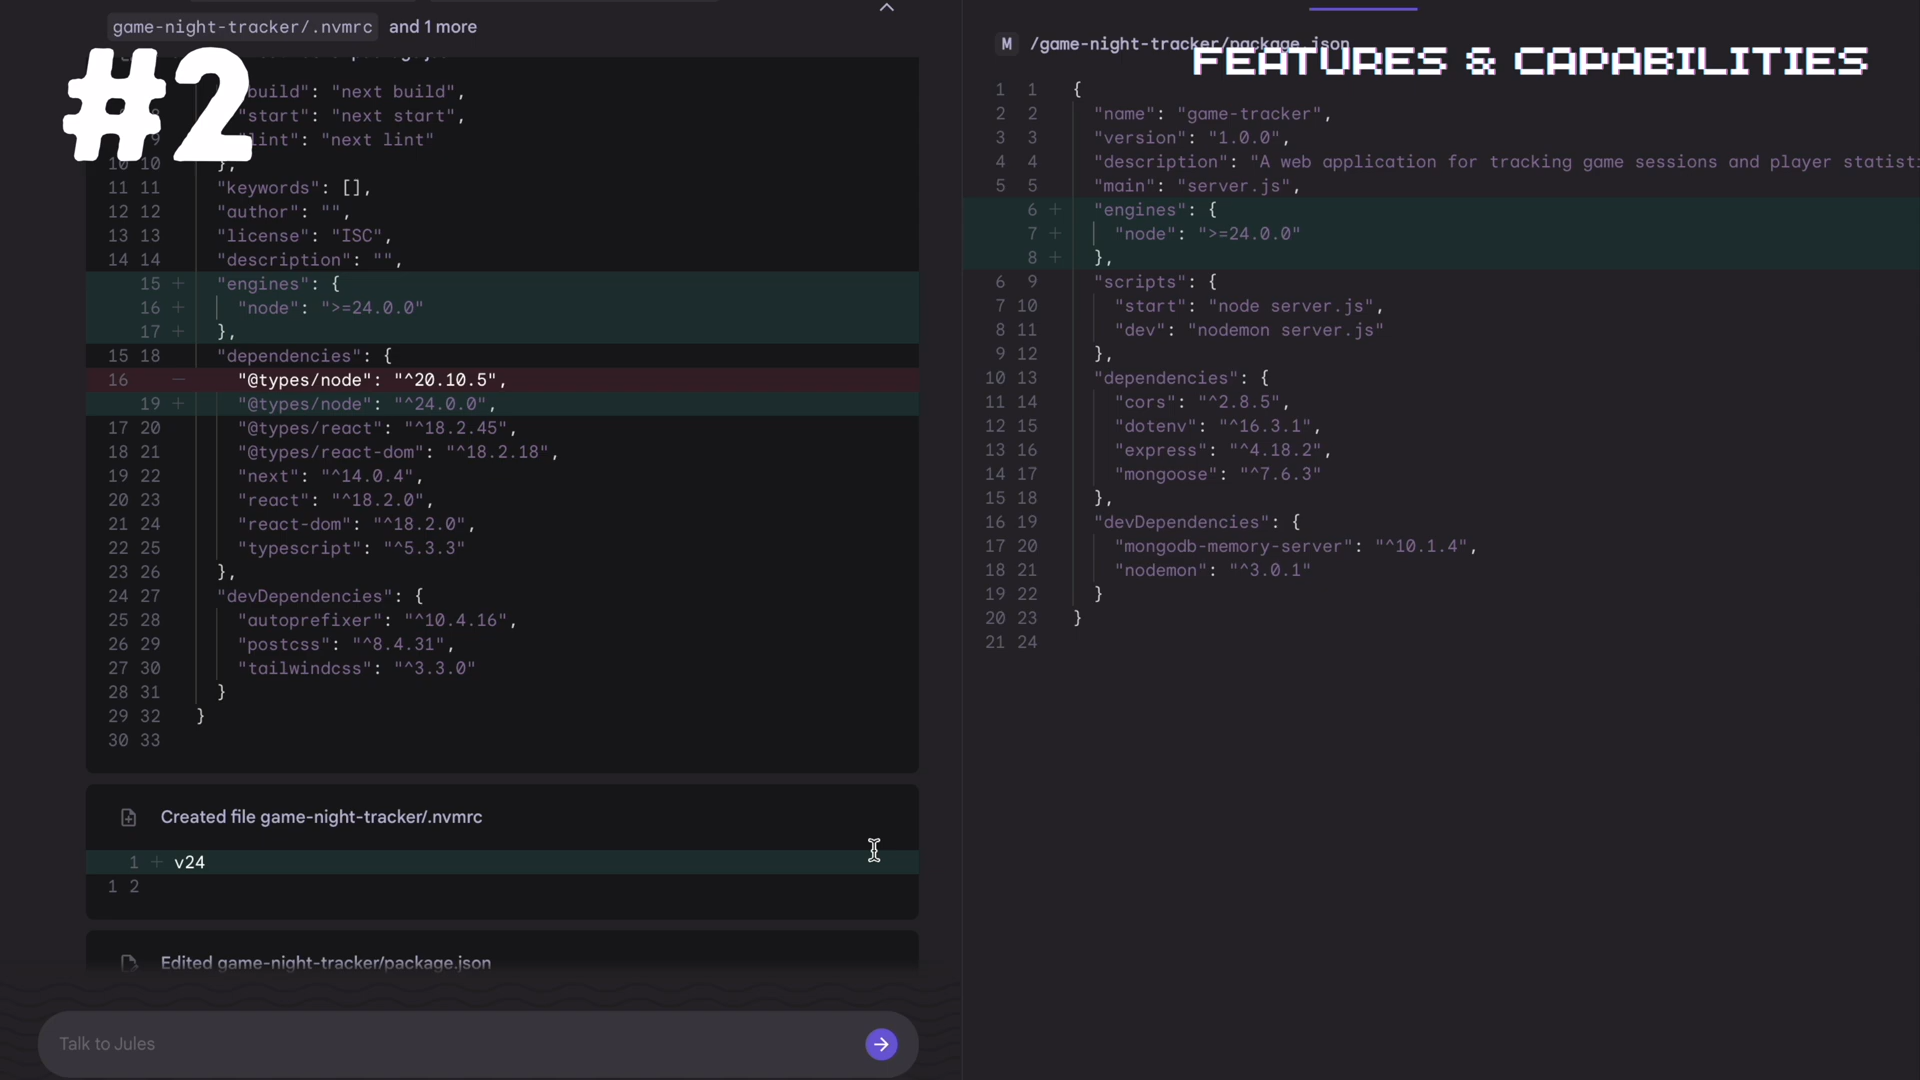 game-night-tracker/.nvmrc and 1 more
#2
build": "next build",
"start": "next start",
9 lint": "next lint"
10 10 },
11 11 "keywords": [],
12 12 "author": "",
13 13 "license": "ISC",
14 14 "description": "",
15 + "engines": {
16 + "node": ">=24.0.0"
17 + },
15 18 "dependencies": {
16 - "@types/node": "^20.10.5",
19 + "@types/node": "^24.0.0",
17 20 "@types/react": "^18.2.45",
18 21 "@types/react-dom": "^18.2.18",
19 22 "next": "^14.0.4",
20 23 "react": "^18.2.0",
21 24 "react-dom": "^18.2.0",
22 25 "typescript": "^5.3.3"
23 26 },
24 27 "devDependencies": {
25 28 "autoprefixer": "^10.4.16",
26 29 "postcss": "^8.4.31",
27 30 "tailwindcss": "^3.3.0"
28 31 }
29 32 }
30 33
Created file game-night-tracker/.nvmrc
1 + v24
1 2
Edited game-night-tracker/package.json
Talk to Jules
M /game-night-tracker/package.json
FEATURES & CAPABILITIES
1 1 {
2 2 "name": "game-tracker",
3 3 "version": "1.0.0",
4 4 "description": "A web application for tracking game sessions and player statisti
5 5 "main": "server.js",
6 + "engines": {
7 + "node": ">=24.0.0"
8 + },
6 9 "scripts": {
7 10 "start": "node server.js",
8 11 "dev": "nodemon server.js"
9 12 },
10 13 "dependencies": {
11 14 "cors": "^2.8.5",
12 15 "dotenv": "^16.3.1",
13 16 "express": "^4.18.2",
14 17 "mongoose": "^7.6.3"
15 18 },
16 19 "devDependencies": {
17 20 "mongodb-memory-server": "^10.1.4",
18 21 "nodemon": "^3.0.1"
19 22 }
20 23 }
21 24